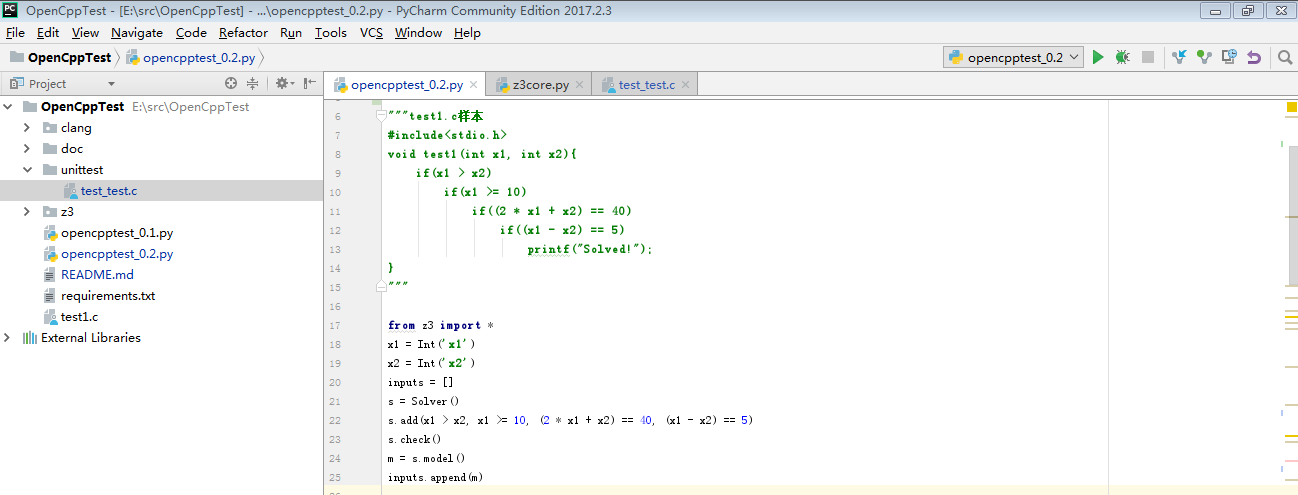 PC OpenCppTest - [E:\src\OpenCppTest] - ...\opencpptest_0.2.py - PyCharm Community Edition 2017.2.3
File Edit View Navigate Code Refactor Run Tools VCS Window Help
OpenCppTest opencpptest_0.2.py opencpptest_0.2
Project
OpenCppTest E:\src\OpenCppTest
clang
doc
unittest
test_test.c
z3
opencpptest_0.1.py
opencpptest_0.2.py
README.md
requirements.txt
test1.c
External Libraries
opencpptest_0.2.py z3core.py test_test.c
6 """test1.c样本
7 #include<stdio.h>
8 void test1(int x1, int x2){
9 if(x1 > x2)
10 if(x1 >= 10)
11 if((2 * x1 + x2) == 40)
12 if((x1 - x2) == 5)
13 printf("Solved!");
14 }
15 """
16
17 from z3 import *
18 x1 = Int('x1')
19 x2 = Int('x2')
20 inputs = []
21 s = Solver()
22 s.add(x1 > x2, x1 >= 10, (2 * x1 + x2) == 40, (x1 - x2) == 5)
23 s.check()
24 m = s.model()
25 inputs.append(m)